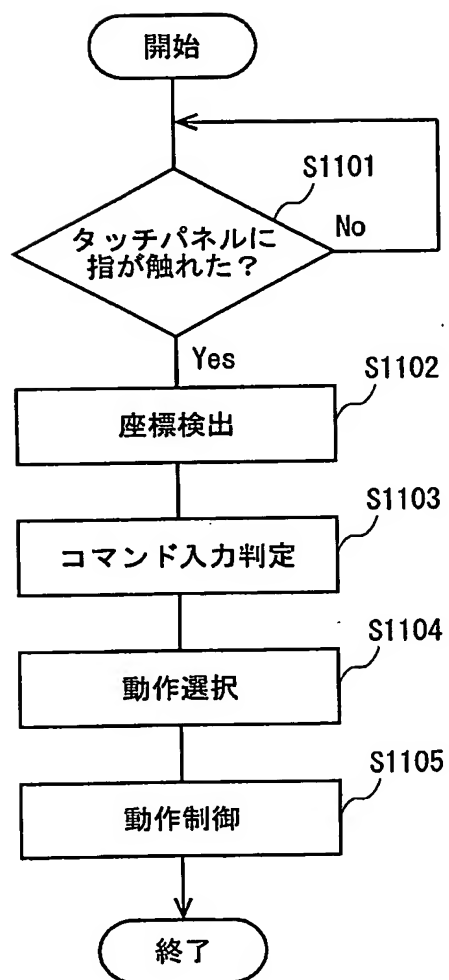 開始
S1101
タッチパネルに
指が触れた?
No
Yes
S1102
座標検出
S1103
コマンド入力判定
S1104
動作選択
S1105
動作制御
終了